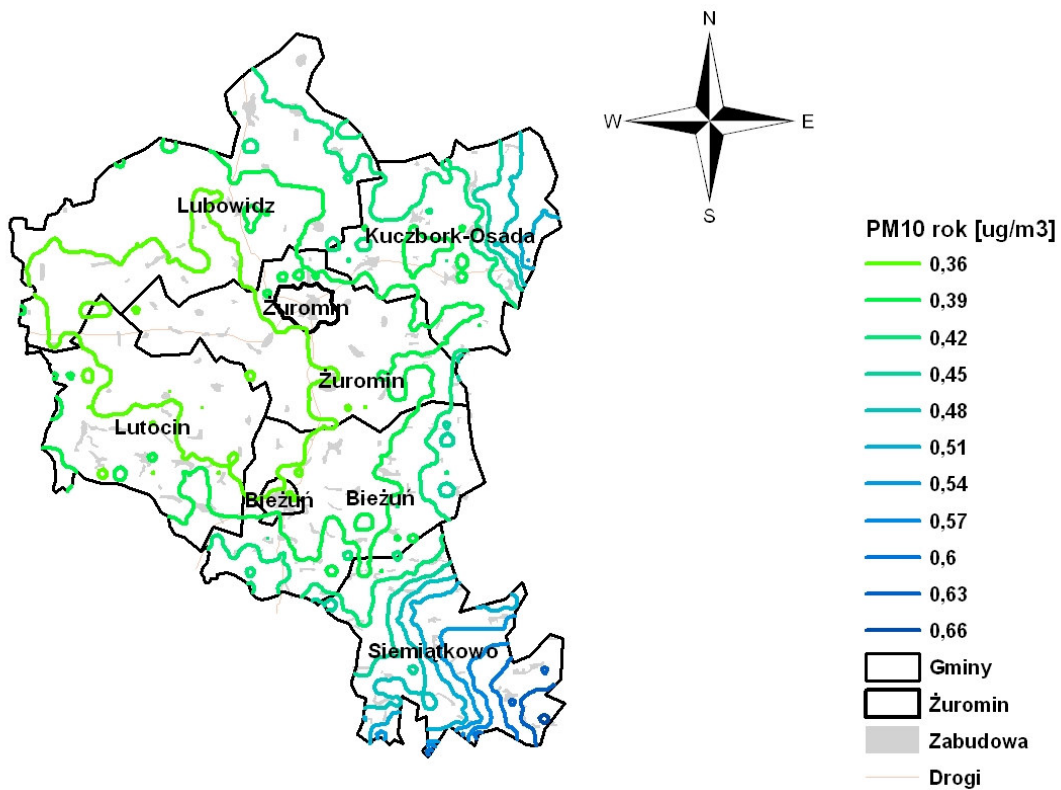 N
W
E
S
Lubowidz
Kuczbork-Osada
Żuromin
Żuromin
Lutocin
Bieżuń
Bieżuń
Siemiątkowo
PM10 rok [ug/m3]
0,36
0,39
0,42
0,45
0,48
0,51
0,54
0,57
0,6
0,63
0,66
Gminy
Żuromin
Zabudowa
Drogi